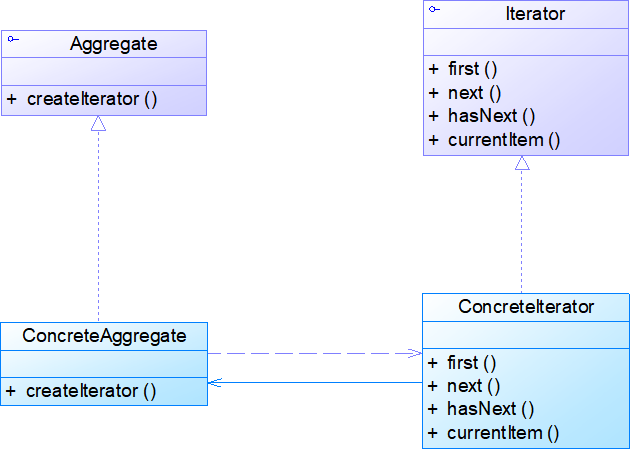 Aggregate
+ createIterator ()
Iterator
+ first ()
+ next ()
+ hasNext ()
+ currentItem ()
ConcreteAggregate
+ createIterator ()
ConcreteIterator
+ first ()
+ next ()
+ hasNext ()
+ currentItem ()